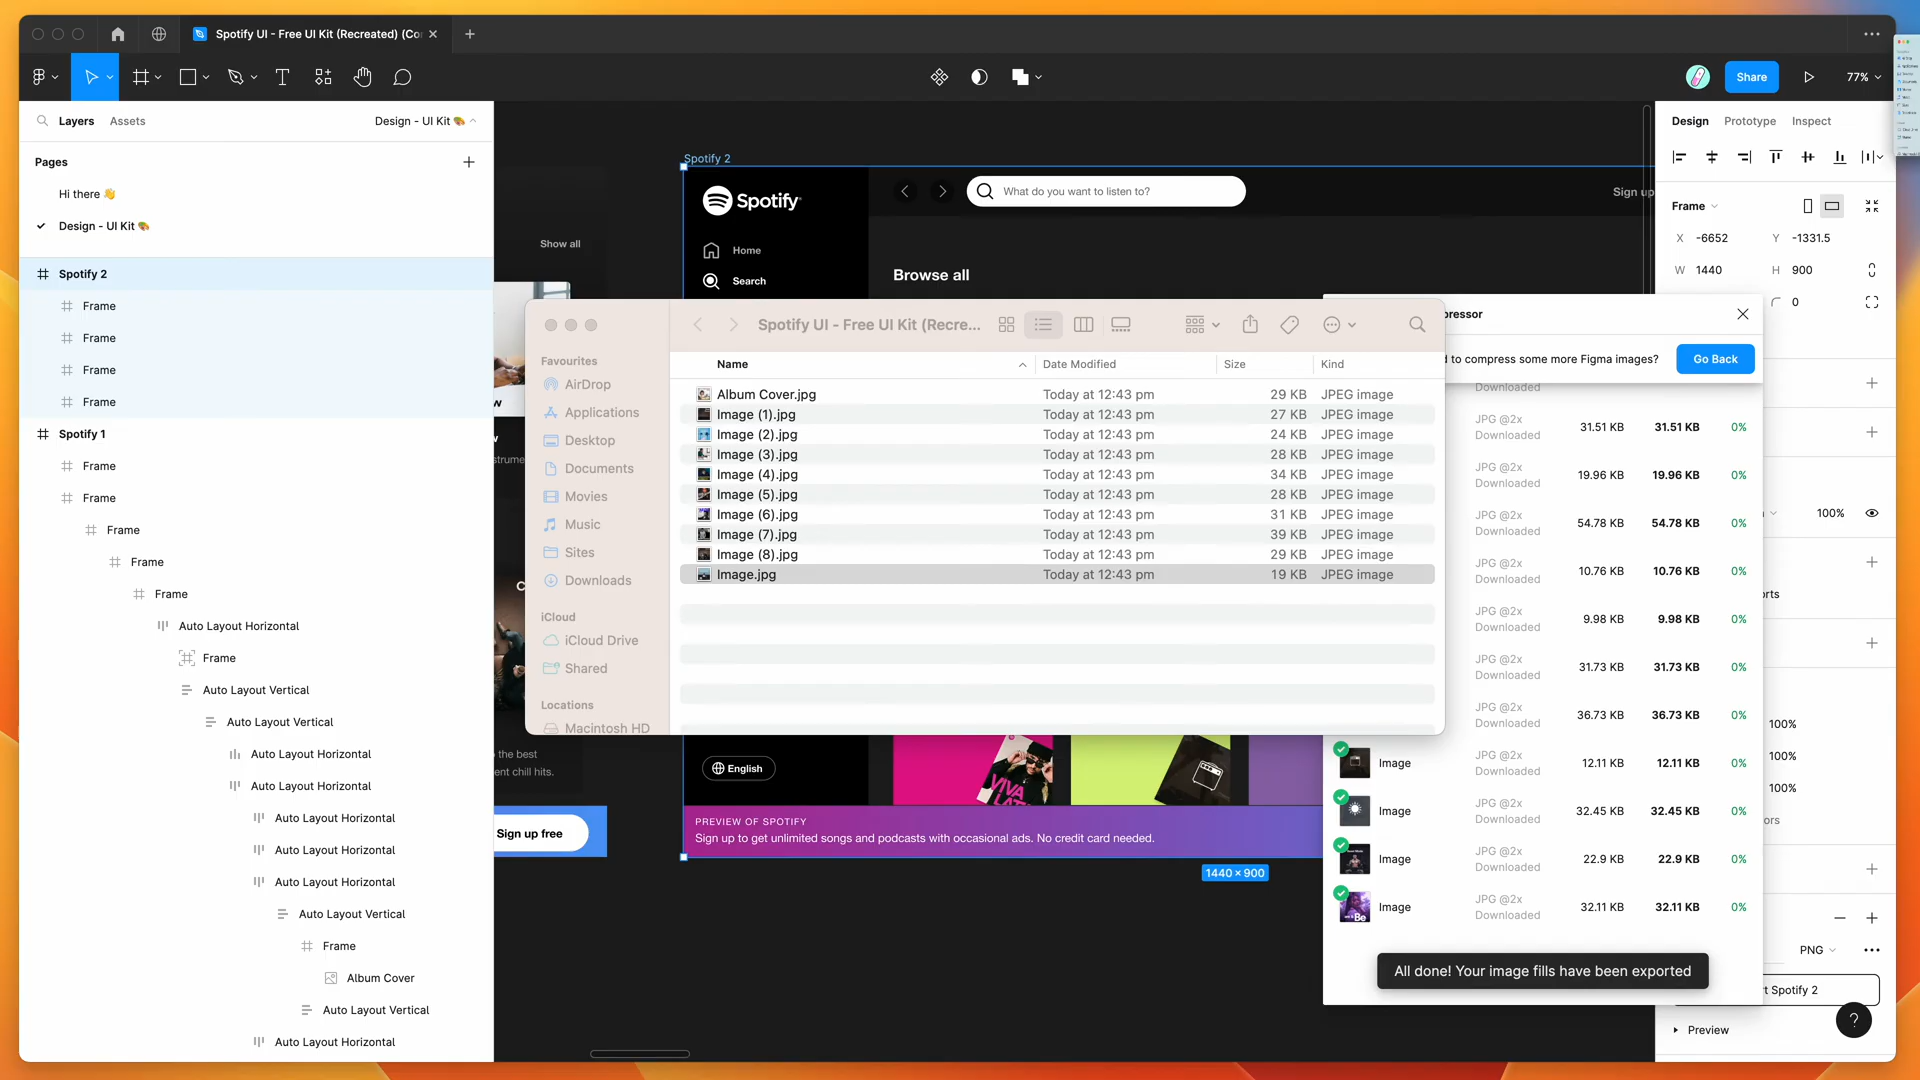 Spotify UI - Free UI Kit (Recreated) (Co
Share
77%
Layers
Assets
Design - UI Kit 🎨
Pages
Hi there 👋
Design - UI Kit 🎨
Spotify 2
Frame
Frame
Frame
Frame
Spotify 1
Frame
Frame
Frame
Frame
Frame
Auto Layout Horizontal
Frame
Auto Layout Vertical
Auto Layout Vertical
Auto Layout Horizontal
Auto Layout Horizontal
Auto Layout Horizontal
Auto Layout Horizontal
Auto Layout Horizontal
Auto Layout Vertical
Frame
Album Cover
Auto Layout Vertical
Auto Layout Horizontal
Show all
the best
ent chill hits.
Sign up free
Spotify 2
Spotify
What do you want to listen to?
Sign up
Home
Search
Browse all
English
VIVA
PREVIEW OF SPOTIFY
Sign up to get unlimited songs and podcasts with occasional ads. No credit card needed.
1440 × 900
Spotify UI - Free UI Kit (Recre...
Favourites
AirDrop
Applications
Desktop
Documents
Movies
Music
Sites
Downloads
iCloud
iCloud Drive
Shared
Locations
Macintosh HD
Name Date Modified Size Kind
Album Cover.jpg Today at 12:43 pm 29 KB JPEG image
Image (1).jpg Today at 12:43 pm 27 KB JPEG image
Image (2).jpg Today at 12:43 pm 24 KB JPEG image
Image (3).jpg Today at 12:43 pm 28 KB JPEG image
Image (4).jpg Today at 12:43 pm 34 KB JPEG image
Image (5).jpg Today at 12:43 pm 28 KB JPEG image
Image (6).jpg Today at 12:43 pm 31 KB JPEG image
Image (7).jpg Today at 12:43 pm 39 KB JPEG image
Image (8).jpg Today at 12:43 pm 29 KB JPEG image
Image.jpg Today at 12:43 pm 19 KB JPEG image
pressor
d to compress some more Figma images?
Go Back
Downloaded
JPG @2x
Downloaded
31.51 KB 31.51 KB 0%
JPG @2x
Downloaded
19.96 KB 19.96 KB 0%
JPG @2x
Downloaded
54.78 KB 54.78 KB 0%
JPG @2x
Downloaded
10.76 KB 10.76 KB 0%
JPG @2x
Downloaded
9.98 KB 9.98 KB 0%
JPG @2x
Downloaded
31.73 KB 31.73 KB 0%
JPG @2x
Downloaded
36.73 KB 36.73 KB 0%
Image
JPG @2x
Downloaded
12.11 KB 12.11 KB 0%
Image
JPG @2x
Downloaded
32.45 KB 32.45 KB 0%
Image
JPG @2x
Downloaded
22.9 KB 22.9 KB 0%
Be
Image
JPG @2x
Downloaded
32.11 KB 32.11 KB 0%
All done! Your image fills have been exported
Design
Prototype
Inspect
Frame
X -6652
Y -1331.5
W 1440
H 900
0
100%
orts
100%
100%
100%
ors
PNG
t Spotify 2
Preview
?